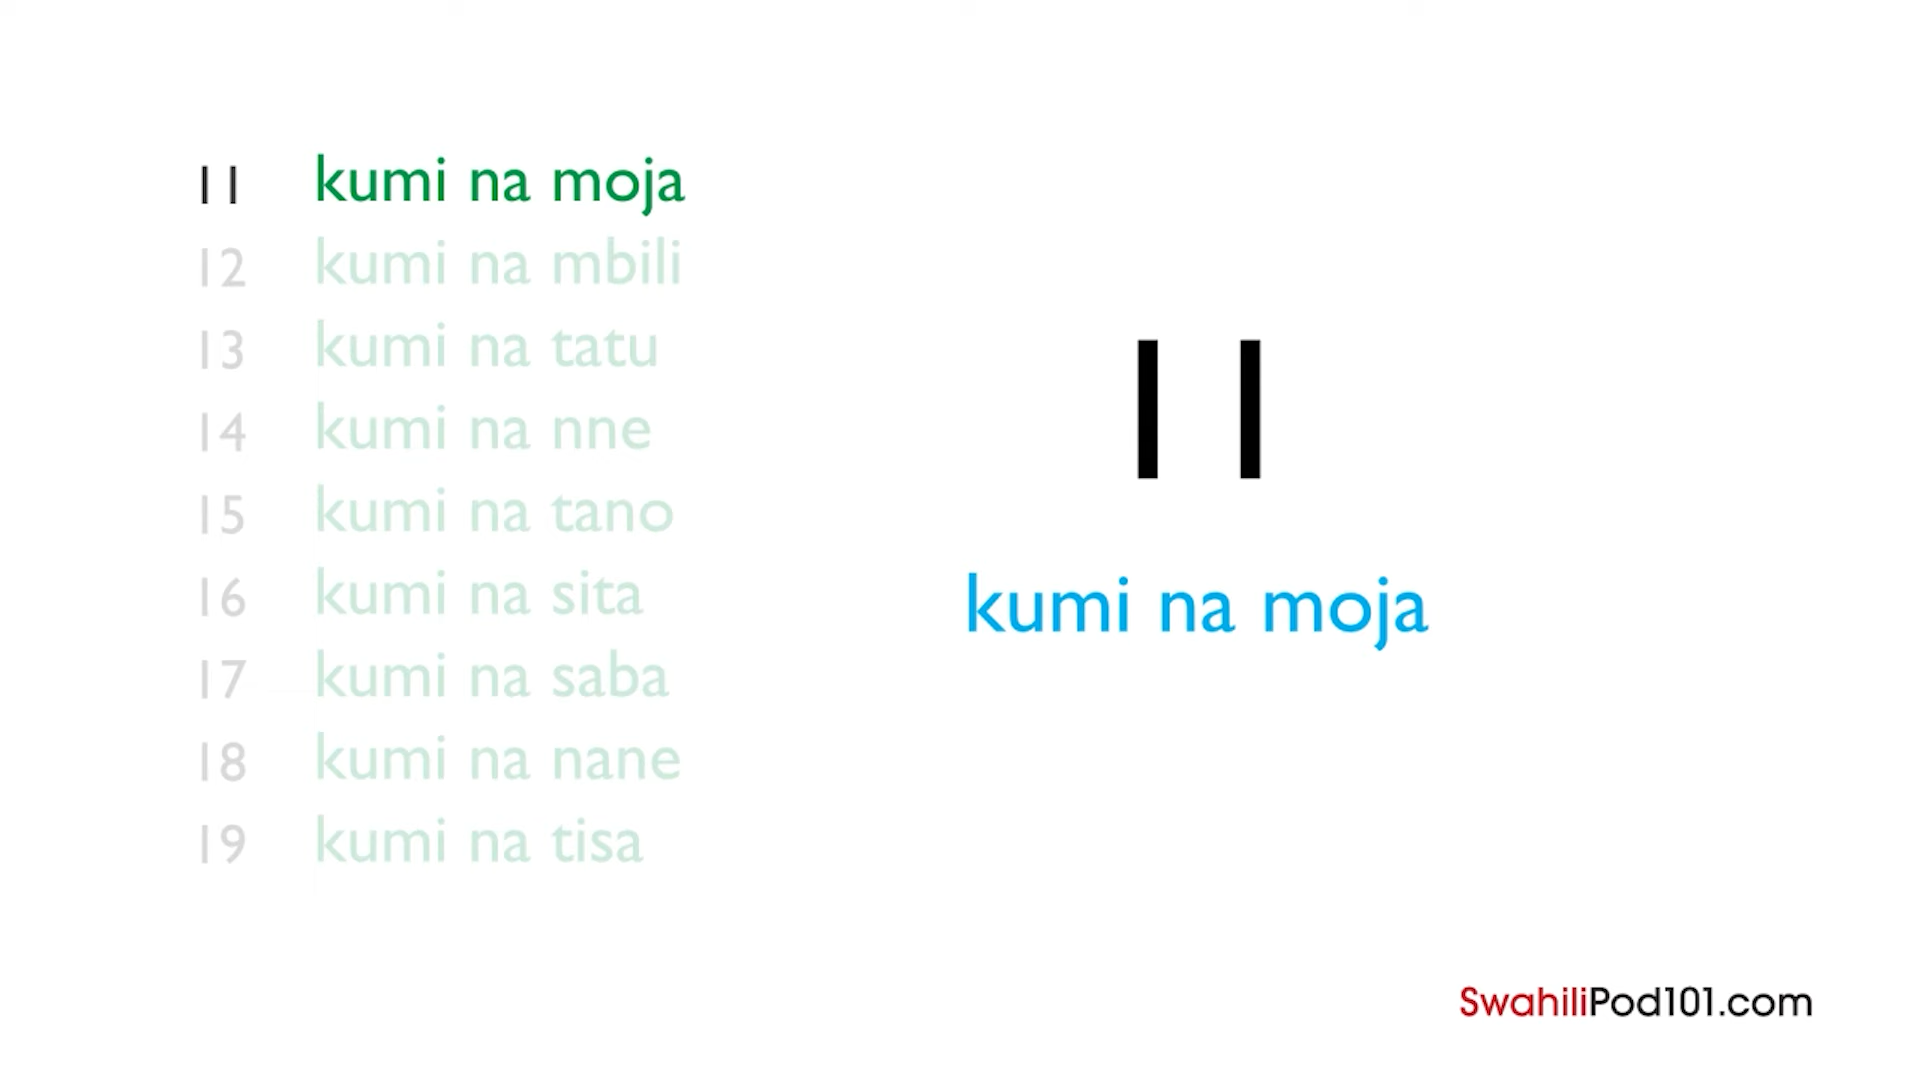 11 kumi na moja
12 kumi na mbili
13 kumi na tatu
14 kumi na nne
15 kumi na tano
16 kumi na sita
17 kumi na saba
18 kumi na nane
19 kumi na tisa
11
kumi na moja
SwahiliPod101.com